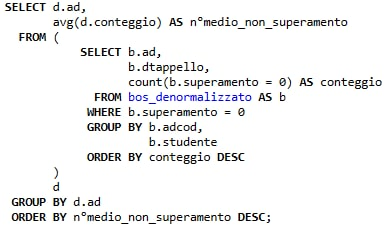 SELECT d.ad,
avg(d.conteggio) AS n°medio_non_superamento
FROM (
SELECT b.ad,
b.dtappello,
count(b.superamento = 0) AS conteggio
FROM bos_denormalizzato AS b
WHERE b.superamento = 0
GROUP BY b.adcod,
b.studente
ORDER BY conteggio DESC
)
d
GROUP BY d.ad
ORDER BY n°medio_non_superamento DESC;